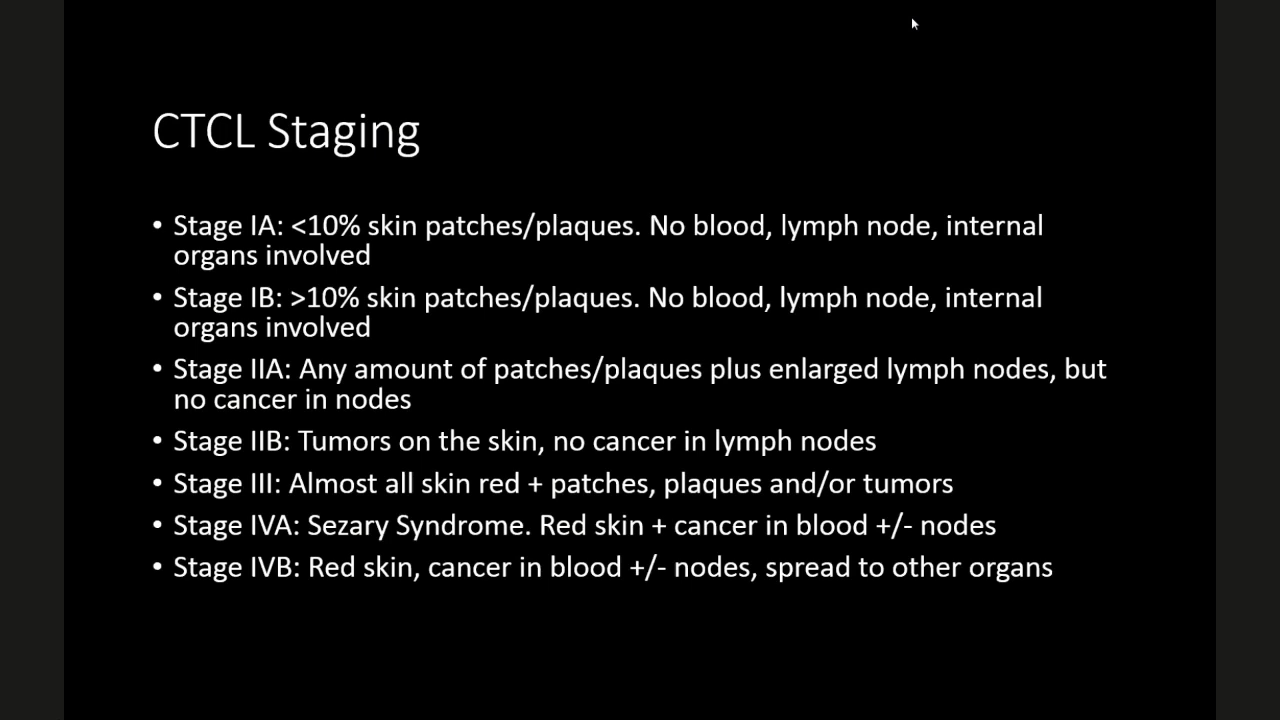 CTCL Staging
• Stage IA: <10% skin patches/plaques. No blood, lymph node, internal
organs involved
• Stage IB: >10% skin patches/plaques. No blood, lymph node, internal
organs involved
• Stage IIA: Any amount of patches/plaques plus enlarged lymph nodes, but
no cancer in nodes
• Stage IIB: Tumors on the skin, no cancer in lymph nodes
• Stage III: Almost all skin red + patches, plaques and/or tumors
• Stage IVA: Sezary Syndrome. Red skin + cancer in blood +/- nodes
• Stage IVB: Red skin, cancer in blood +/- nodes, spread to other organs